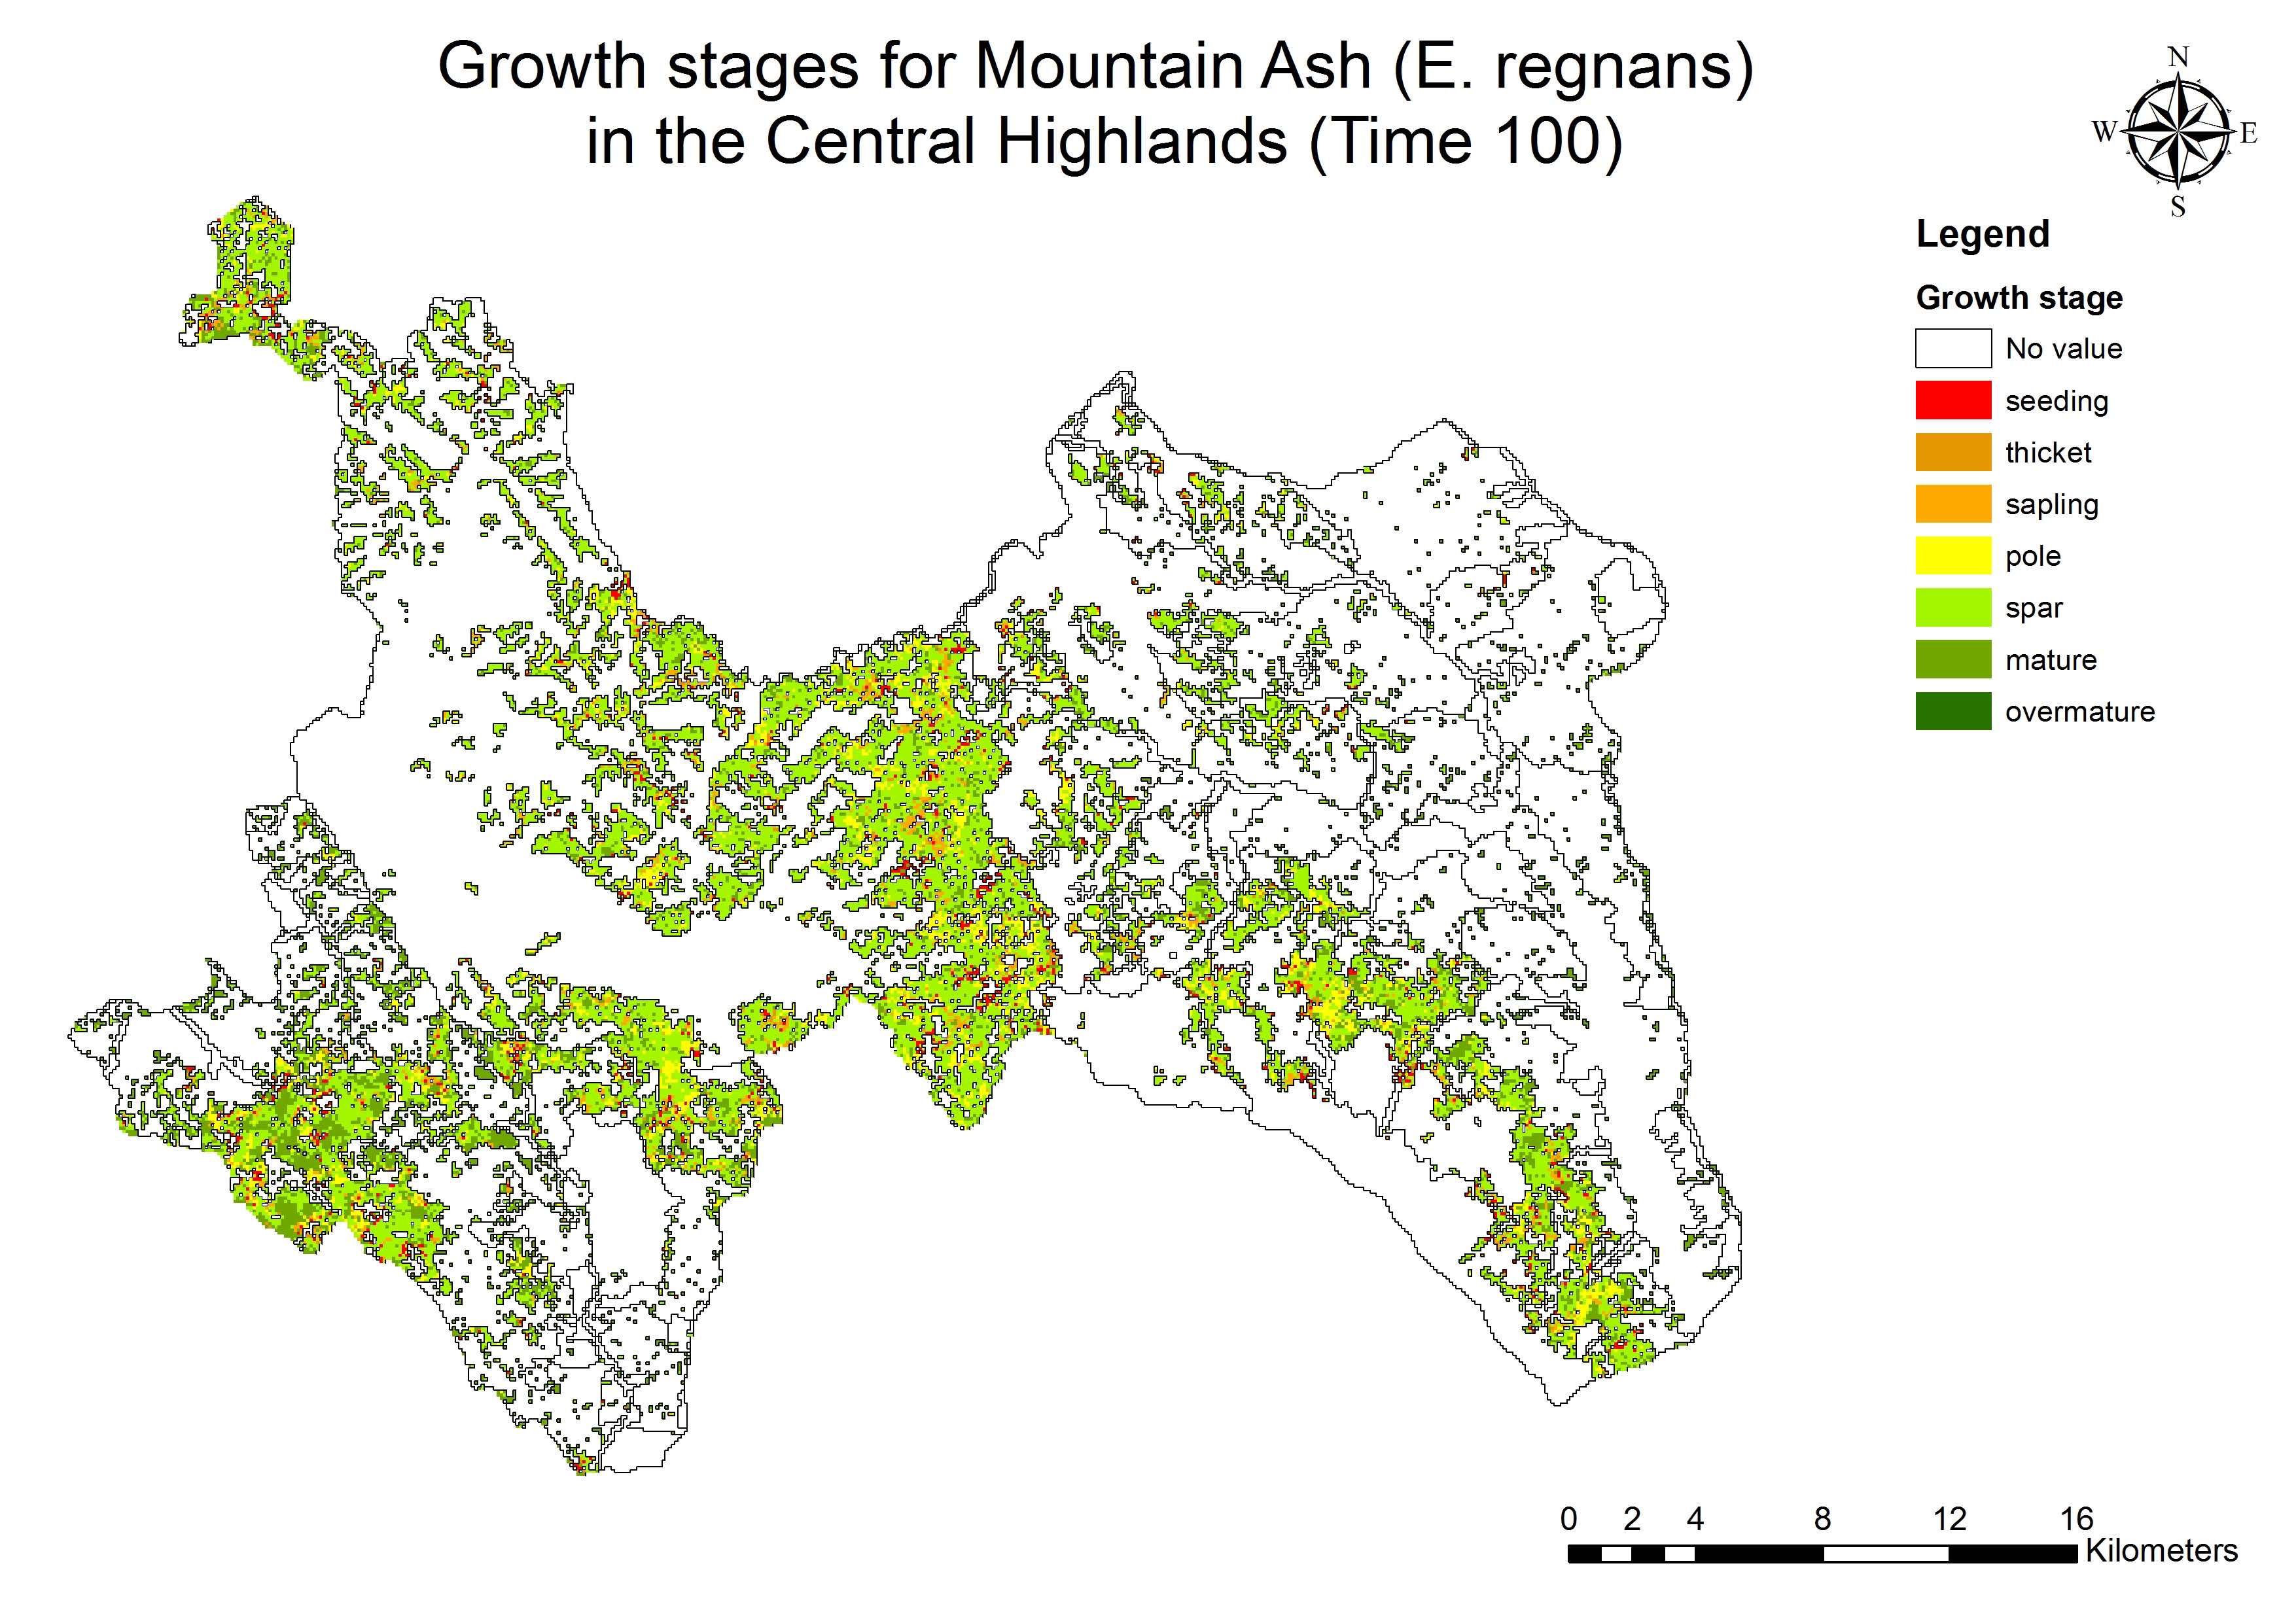 Growth stages for Mountain Ash (E. regnans)
in the Central Highlands (Time 100)
N
W
E
S
Legend
Growth stage
No value
seeding
thicket
sapling
pole
spar
mature
overmature
0 2 4 8 12 16
Kilometers